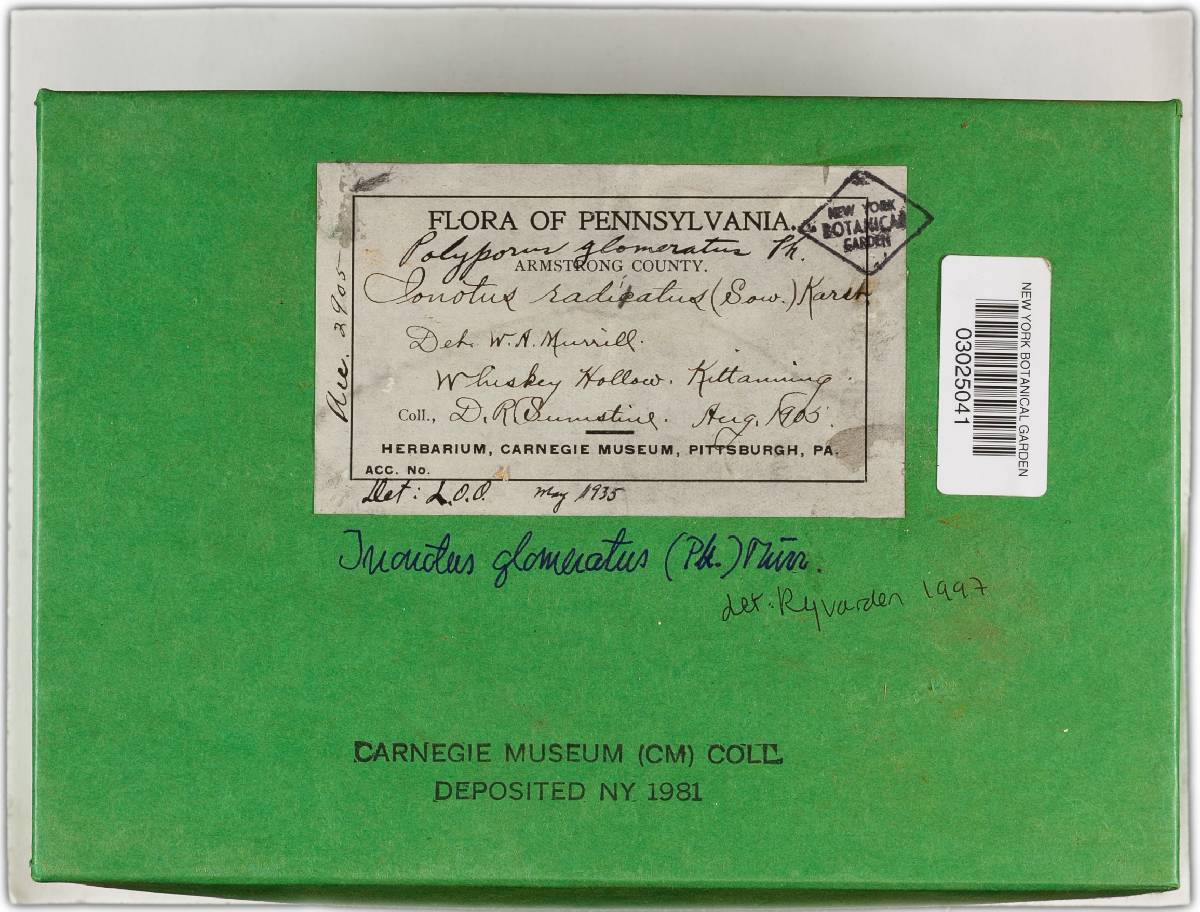 FLORA OF PENNSYLVANIA.
Polyporus glomeratus Pk.
ARMSTRONG COUNTY.
Inonotus radicatus (Sow.) Karst
Det. W. A. Murrill.
Whiskey Hollow. Kittanning.
Coll., D. R. Sumstine. Aug. 1905.
HERBARIUM, CARNEGIE MUSEUM, PITTSBURGH, PA.
ACC. No.
Det: L.O.O. May 1935
Acc. 2905
NEW YORK
BOTANICAL
GARDEN
NEW YORK BOTANICAL GARDEN
03025041
Inonotus glomeratus (Pk.) Murr.
det. Ryvarden 1997
CARNEGIE MUSEUM (CM) COLL
DEPOSITED NY 1981